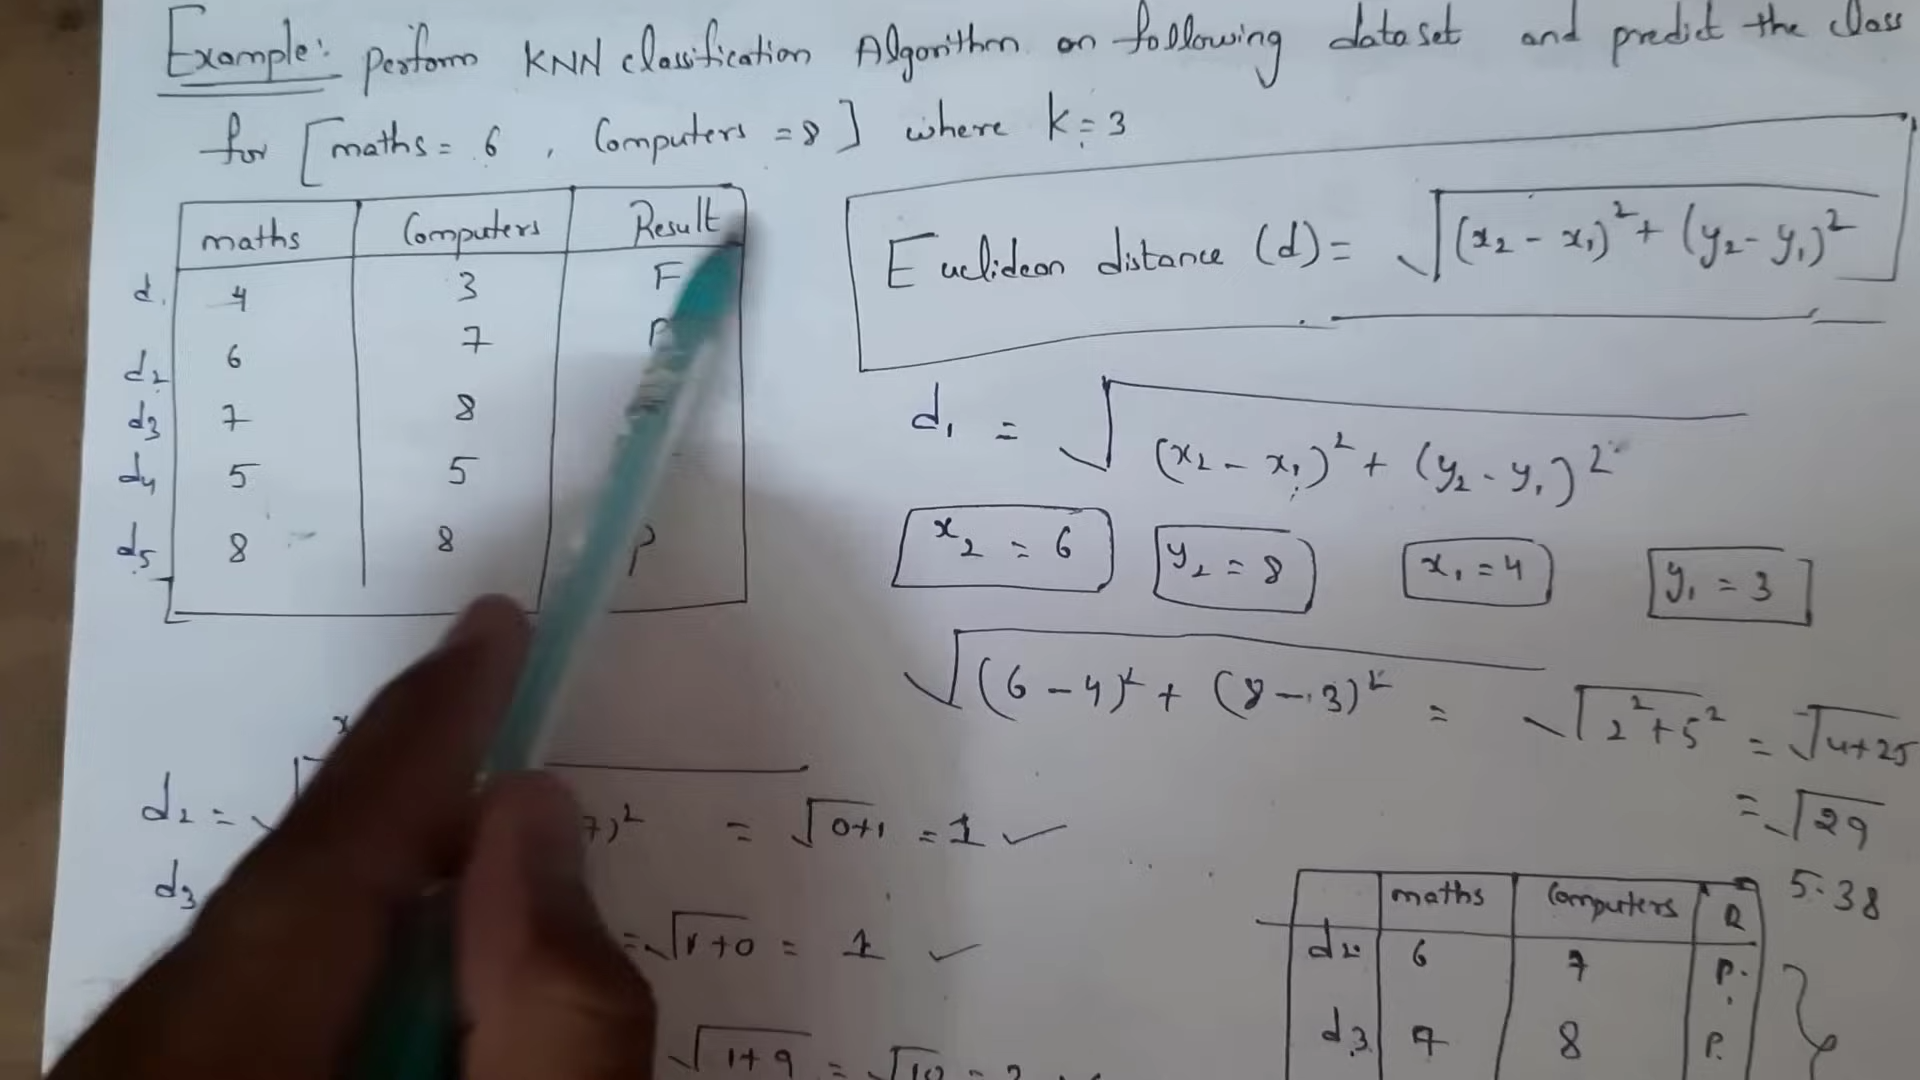 Example: perform KNN classification Algorithm on following dataset and predict the class
for [maths = 6 , Computers = 8] where k = 3
maths Computers Result
d1 4 3 F
d2 6 7 P
d3 7 8
d4 5 5
d5 8 8 P
Euclidean distance (d) = √(x₂ - x₁)² + (y₂ - y₁)²
d₁ = √(x₂ - x₁)² + (y₂ - y₁)²
x₂ = 6 y₂ = 8 x₁ = 4 y₁ = 3
√(6 - 4)² + (8 - 3)² = √2² + 5² = √4+25
= √29
5.38
d₂ = √ 7)² = √0+1 = 1 ✓
d₃ = √1+0 = 1 ✓
√1+9 = √10 = 3
maths Computers R
d2 6 7 P.
d3 7 8 P.